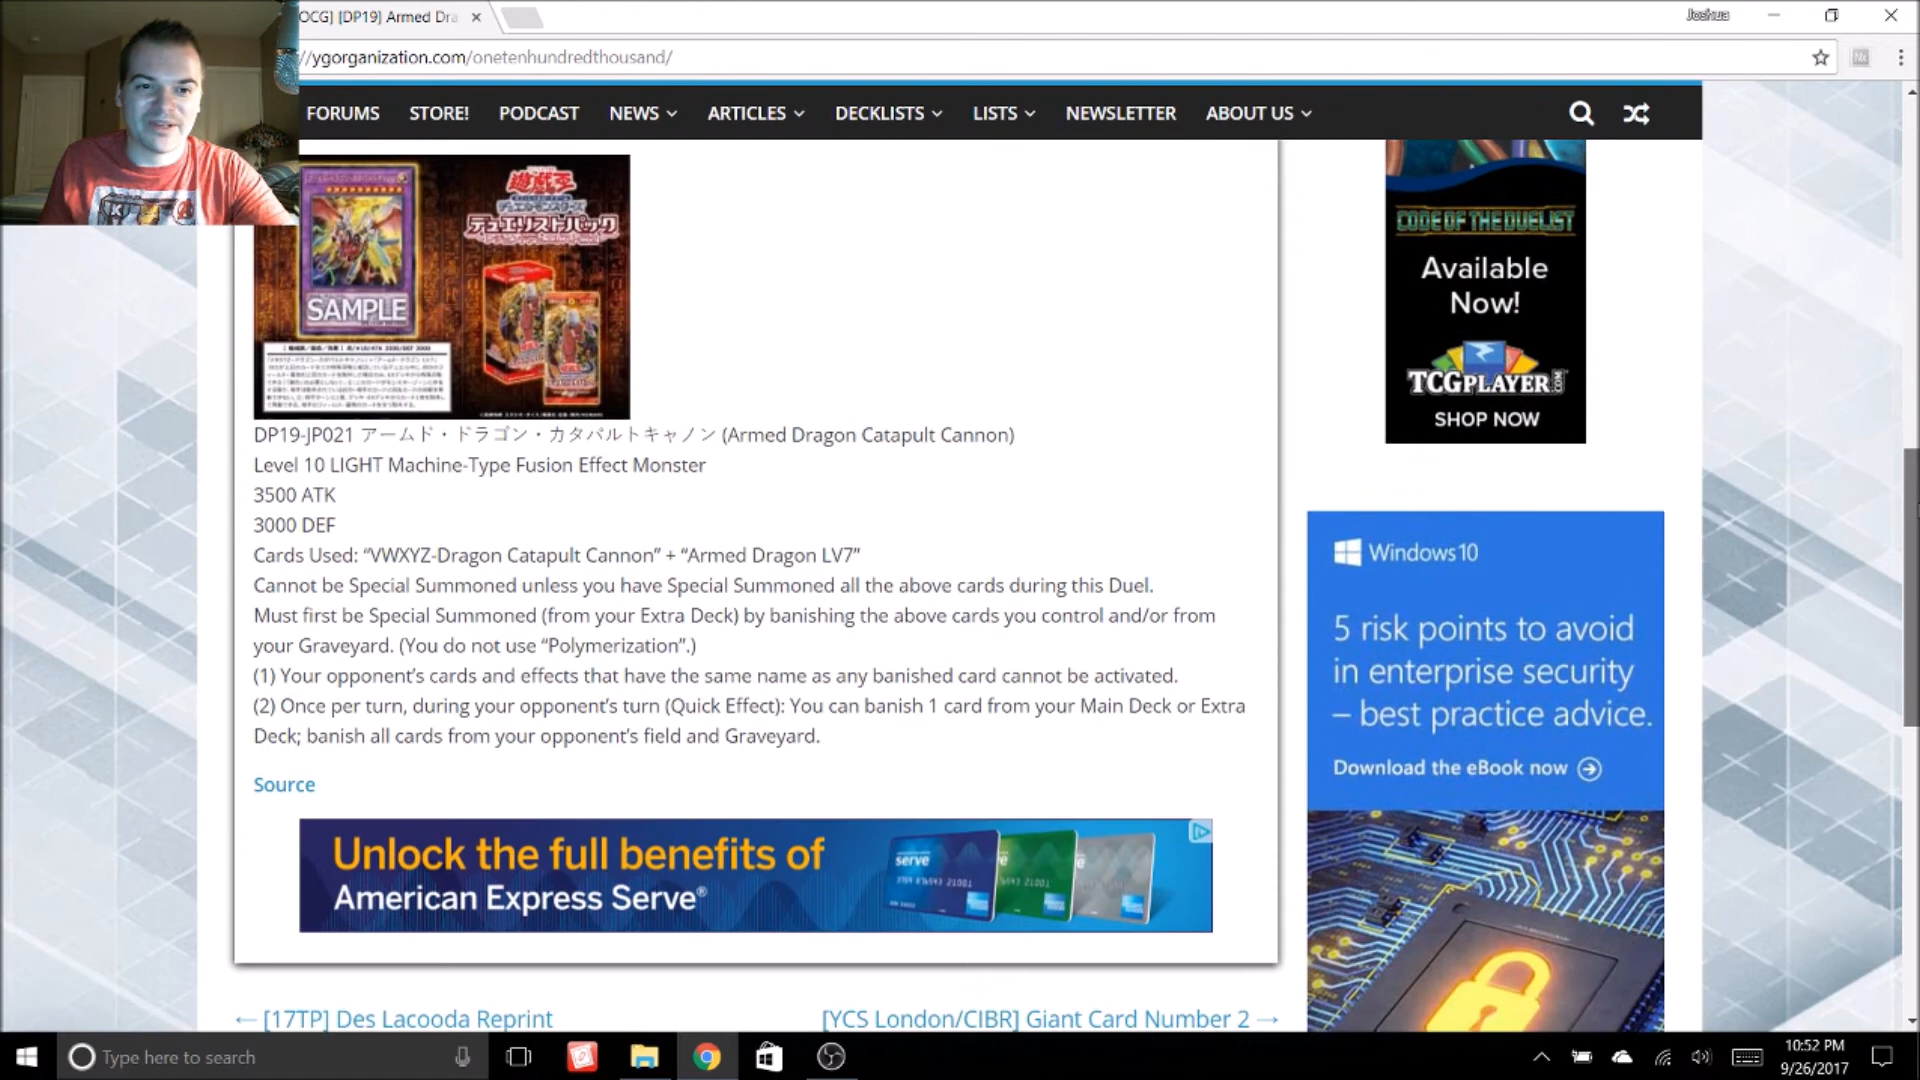 OCG] [DP19] Armed Dra
Joshua
//ygorganization.com/onetenhundredthousand/
FORUMS STORE! PODCAST NEWS ARTICLES DECKLISTS LISTS NEWSLETTER ABOUT US
遊戯王
デュエルモンスターズ
デュエリストパック
SAMPLE
DP19-JP021 アームド・ドラゴン・カタパルトキャノン (Armed Dragon Catapult Cannon)
Level 10 LIGHT Machine-Type Fusion Effect Monster
3500 ATK
3000 DEF
Cards Used: “VWXYZ-Dragon Catapult Cannon” + “Armed Dragon LV7”
Cannot be Special Summoned unless you have Special Summoned all the above cards during this Duel.
Must first be Special Summoned (from your Extra Deck) by banishing the above cards you control and/or from
your Graveyard. (You do not use “Polymerization”.)
(1) Your opponent’s cards and effects that have the same name as any banished card cannot be activated.
(2) Once per turn, during your opponent’s turn (Quick Effect): You can banish 1 card from your Main Deck or Extra
Deck; banish all cards from your opponent’s field and Graveyard.
Source
Unlock the full benefits of
American Express Serve®
serve
← [17TP] Des Lacooda Reprint
[YCS London/CIBR] Giant Card Number 2 →
CODE OF THE DUELIST
Available
Now!
TCGPLAYER.COM
SHOP NOW
Windows 10
5 risk points to avoid
in enterprise security
– best practice advice.
Download the eBook now
Type here to search
10:52 PM
9/26/2017